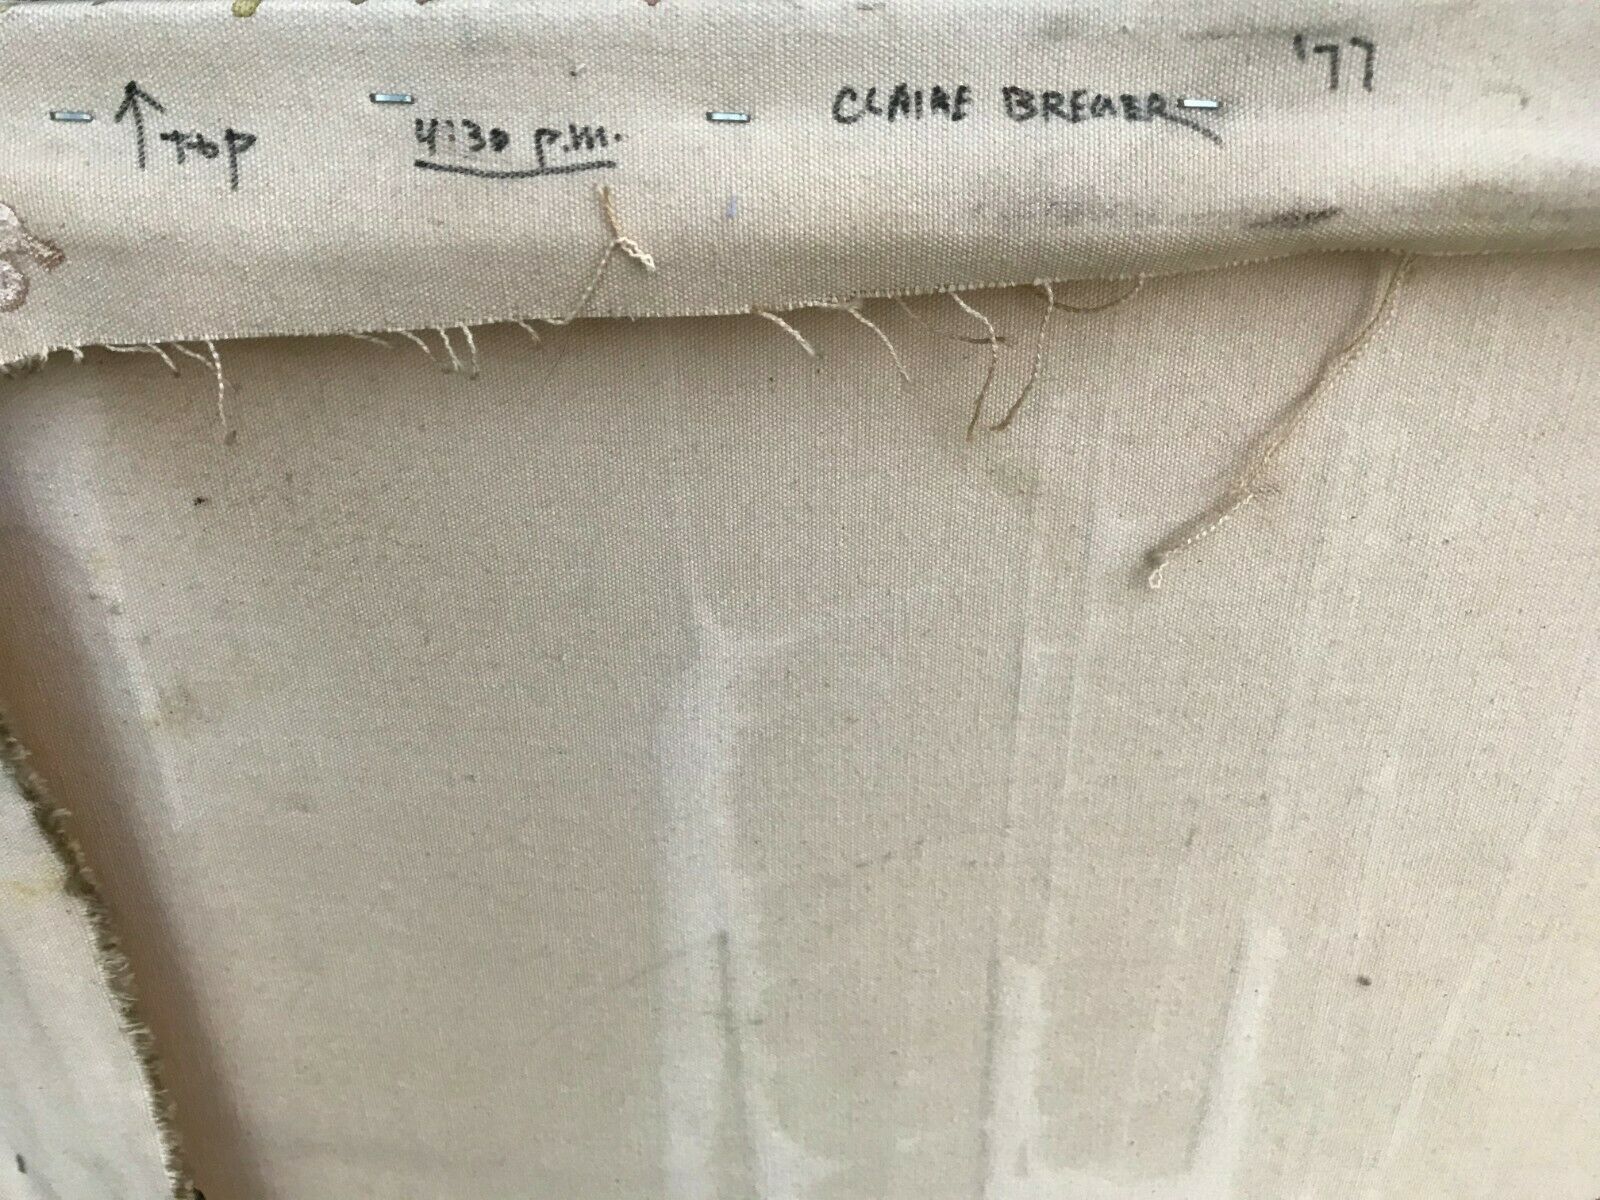 ↑ top
4:30 p.m.
CLAIRE BREWER
'77